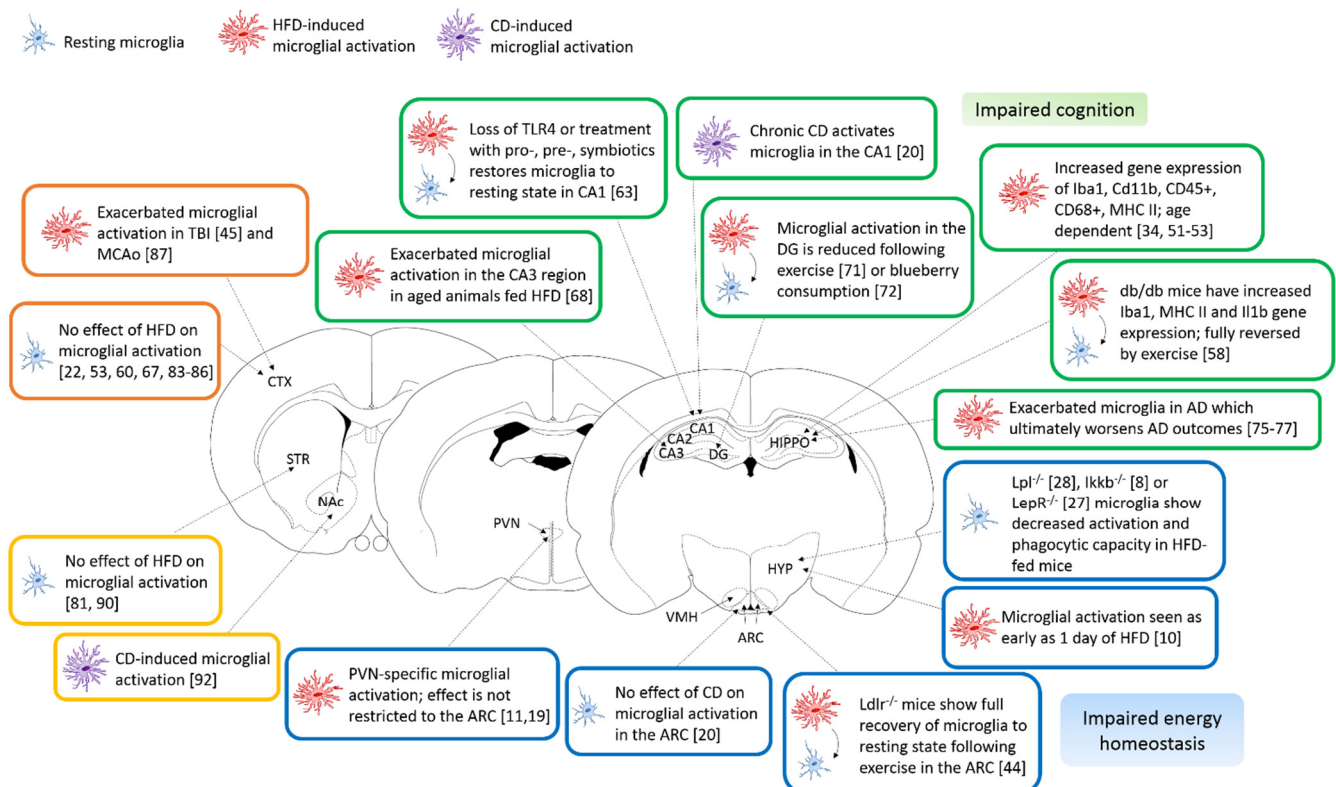 Resting microglia
HFD-induced
microglial activation
CD-induced
microglial activation
Impaired cognition
Loss of TLR4 or treatment
with pro-, pre-, symbiotics
restores microglia to
resting state in CA1 [63]
Chronic CD activates
microglia in the CA1 [20]
Increased gene expression
of Iba1, Cd11b, CD45+,
CD68+, MHC II; age
dependent [34, 51-53]
Exacerbated microglial
activation in TBI [45] and
MCAo [87]
Exacerbated microglial
activation in the CA3 region
in aged animals fed HFD [68]
Microglial activation in the
DG is reduced following
exercise [71] or blueberry
consumption [72]
db/db mice have increased
Iba1, MHC II and Il1b gene
expression; fully reversed
by exercise [58]
No effect of HFD on
microglial activation
[22, 53, 60, 67, 83-86]
Exacerbated microglia in AD which
ultimately worsens AD outcomes [75-77]
CTX
STR
NAc
PVN
CA1
CA2
CA3
DG
HIPPO
HYP
VMH
ARC
Lpl-/- [28], Ikkb-/- [8] or
LepR-/- [27] microglia show
decreased activation and
phagocytic capacity in HFD-
fed mice
No effect of HFD on
microglial activation
[81, 90]
Microglial activation seen as
early as 1 day of HFD [10]
CD-induced microglial
activation [92]
PVN-specific microglial
activation; effect is not
restricted to the ARC [11,19]
No effect of CD on
microglial activation
in the ARC [20]
Ldlr-/- mice show full
recovery of microglia to
resting state following
exercise in the ARC [44]
Impaired energy
homeostasis